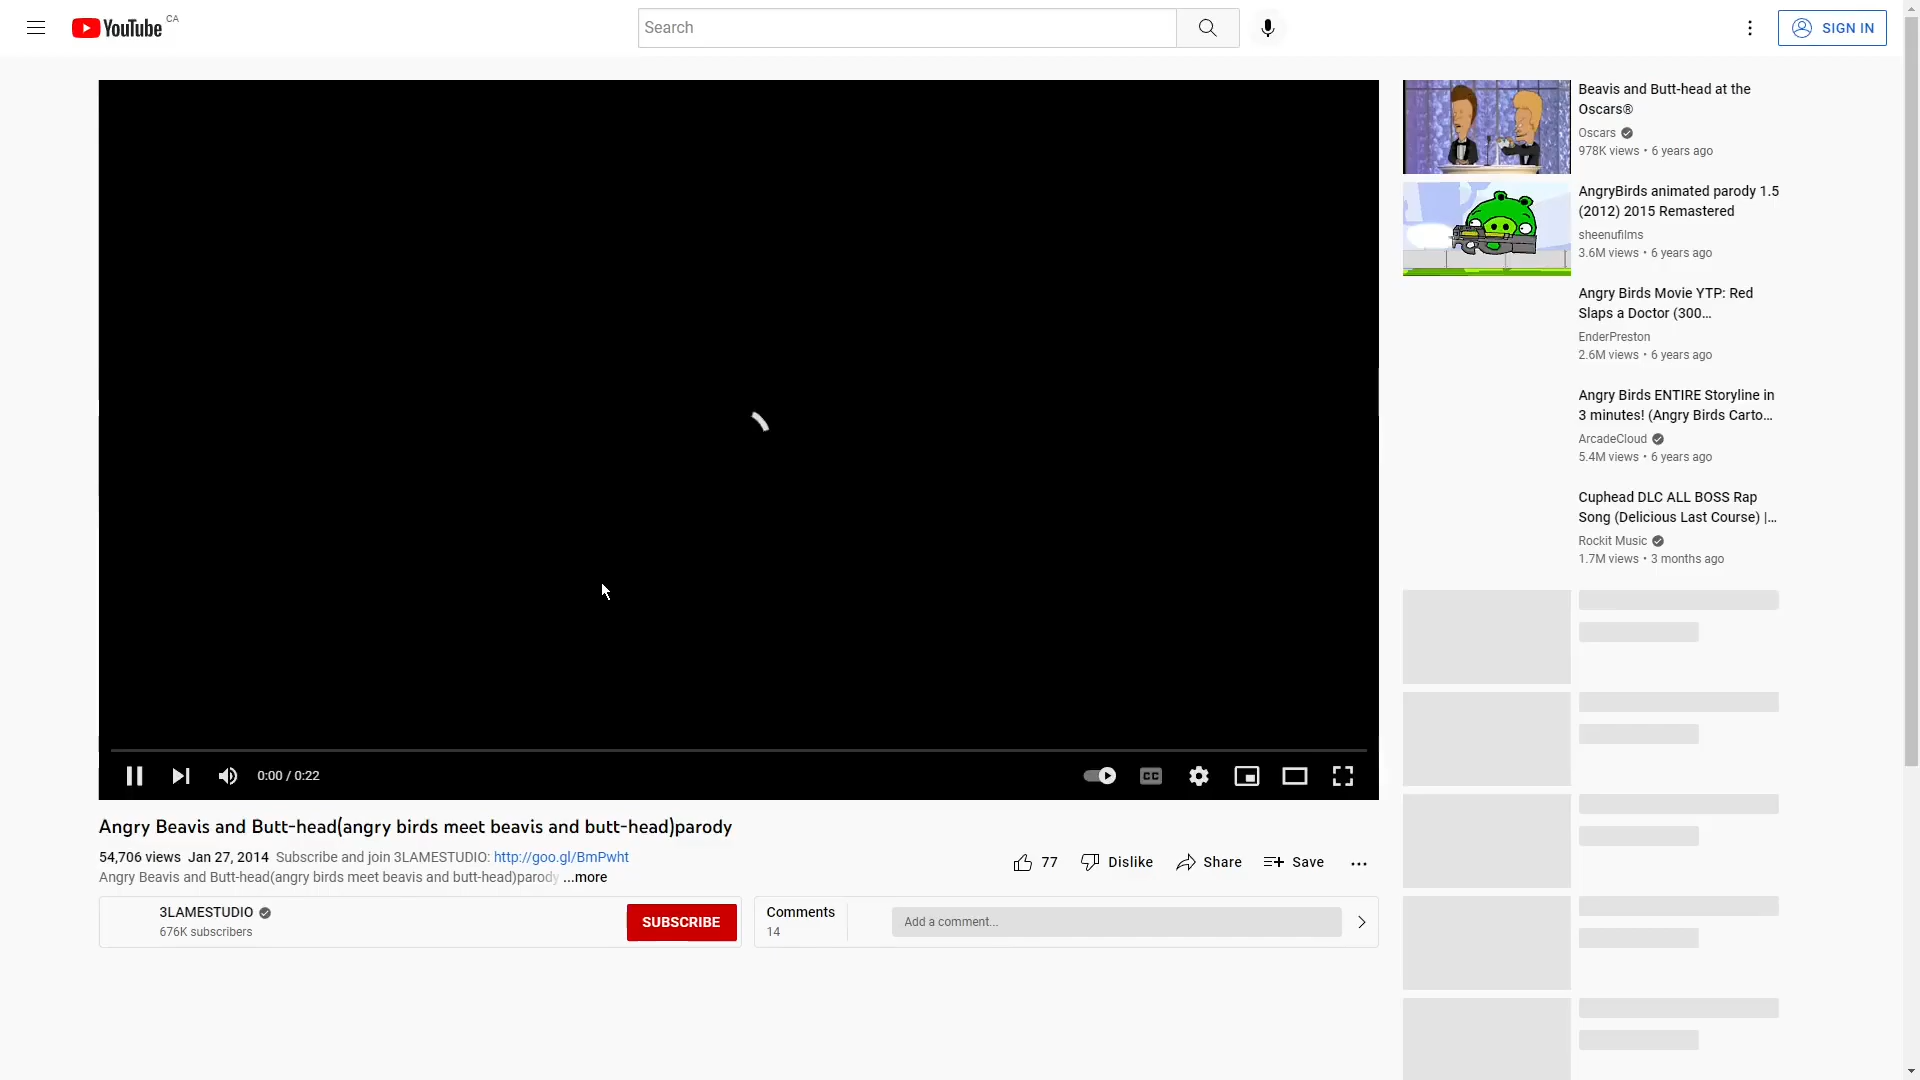 YouTube CA
Search
SIGN IN
0:00 / 0:22
CC
Angry Beavis and Butt-head(angry birds meet beavis and butt-head)parody
54,706 views Jan 27, 2014 Subscribe and join 3LAMESTUDIO: http://goo.gl/BmPwht
Angry Beavis and Butt-head(angry birds meet beavis and butt-head)parody ...more
77
Dislike
Share
Save
3LAMESTUDIO
676K subscribers
SUBSCRIBE
Comments
14
Add a comment...
Beavis and Butt-head at the
Oscars®
Oscars
978K views • 6 years ago
AngryBirds animated parody 1.5
(2012) 2015 Remastered
sheenufilms
3.6M views • 6 years ago
Angry Birds Movie YTP: Red
Slaps a Doctor (300...
EnderPreston
2.6M views • 6 years ago
Angry Birds ENTIRE Storyline in
3 minutes! (Angry Birds Carto...
ArcadeCloud
5.4M views • 6 years ago
Cuphead DLC ALL BOSS Rap
Song (Delicious Last Course) |...
Rockit Music
1.7M views • 3 months ago